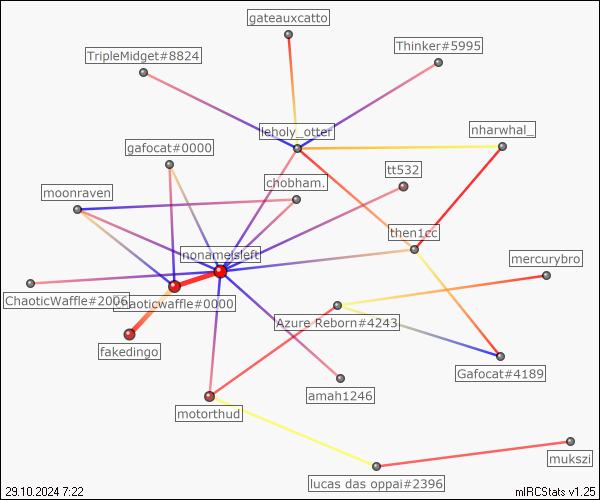 gateauxcatto
Thinker#5995
TripleMidget#8824
leholy_otter
nharwhal_
gafocat#0000
tt532
chobham.
moonraven
then1cc
nonameisleft
mercurybro
ChaoticWaffle#2006
chaoticwaffle#0000
Azure Reborn#4243
fakedingo
Gafocat#4189
amah1246
motorthud
mukszi
lucas das oppai#2396
29.10.2024 7:22
mIRCStats v1.25